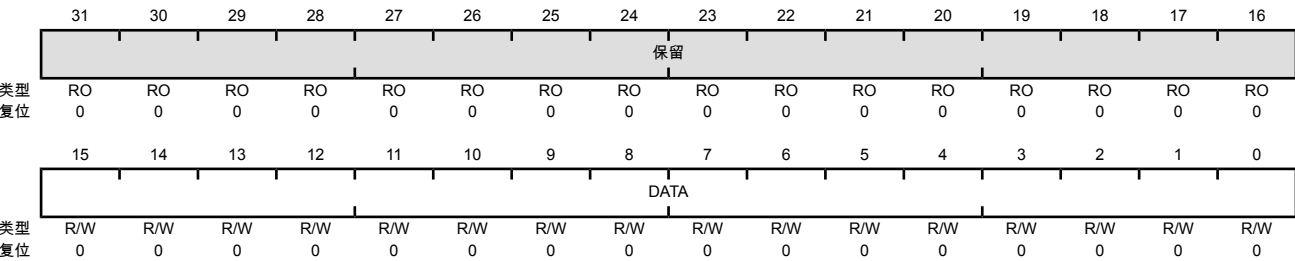 31 30 29 28 27 26 25 24 23 22 21 20 19 18 17 16
保留
类型 RO RO RO RO RO RO RO RO RO RO RO RO RO RO RO RO
复位 0 0 0 0 0 0 0 0 0 0 0 0 0 0 0 0
15 14 13 12 11 10 9 8 7 6 5 4 3 2 1 0
DATA
类型 R/W R/W R/W R/W R/W R/W R/W R/W R/W R/W R/W R/W R/W R/W R/W R/W
复位 0 0 0 0 0 0 0 0 0 0 0 0 0 0 0 0